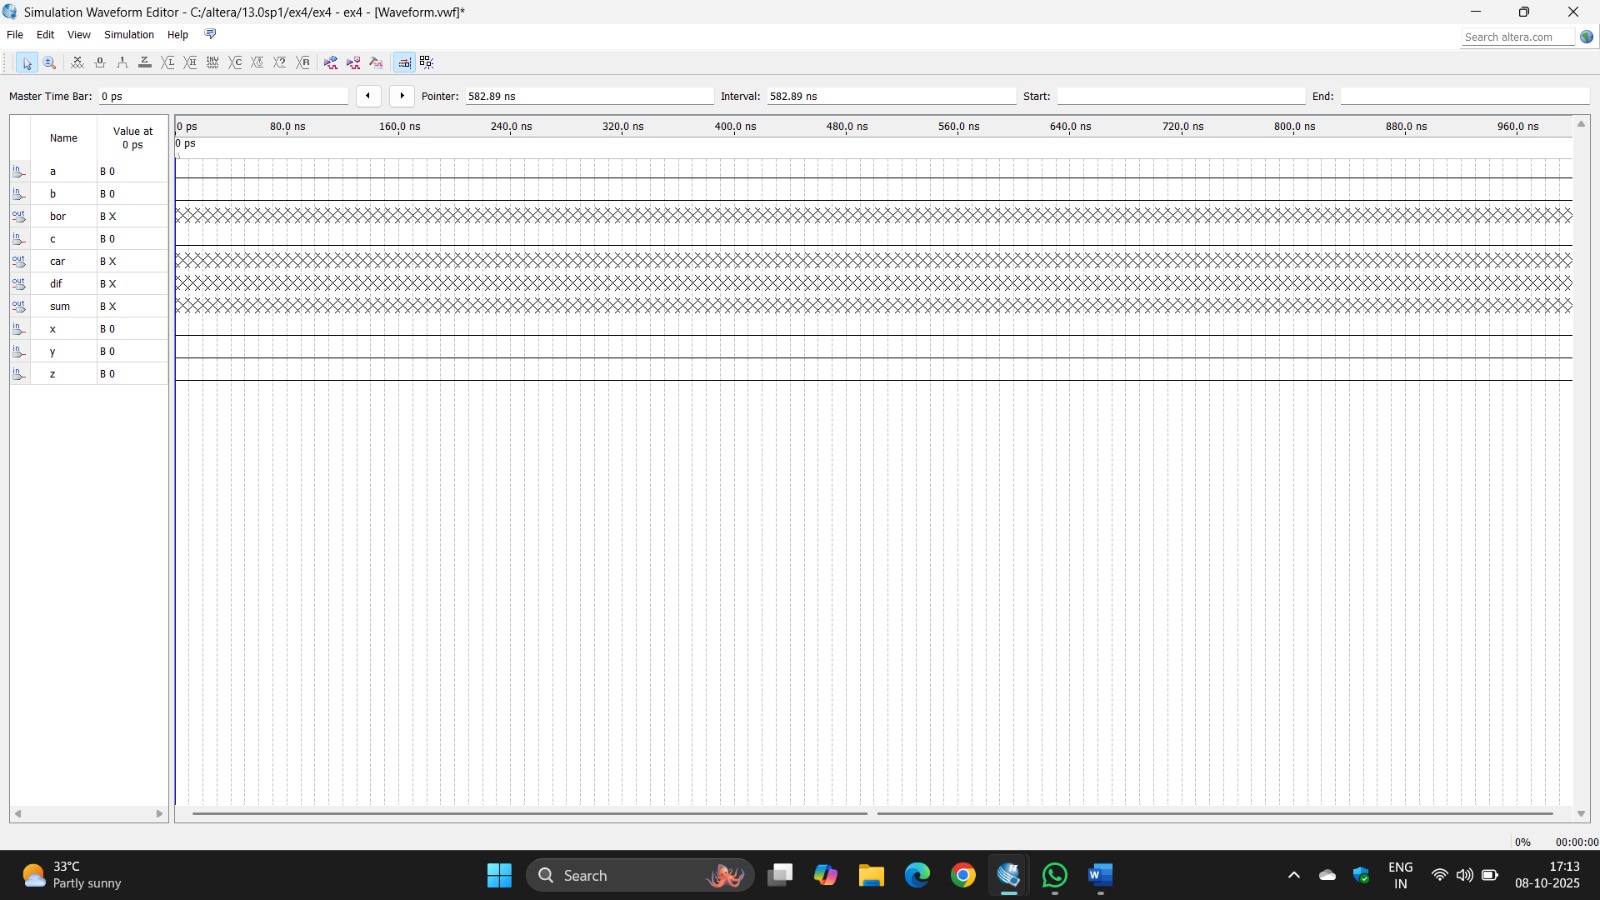 Simulation Waveform Editor - C:/altera/13.0sp1/ex4/ex4 - ex4 - [Waveform.vwf]*
File Edit View Simulation Help
Search altera.com
Master Time Bar: 0 ps Pointer: 582.89 ns Interval: 582.89 ns Start: End:
Name Value at 0 ps
0 ps 80.0 ns 160.0 ns 240.0 ns 320.0 ns 400.0 ns 480.0 ns 560.0 ns 640.0 ns 720.0 ns 800.0 ns 880.0 ns 960.0 ns
0 ps
in a B 0
in b B 0
out bor B X
in c B 0
out car B X
out dif B X
out sum B X
in x B 0
in y B 0
in z B 0
0% 00:00:00
33°C
Partly sunny
Search
ENG
IN
17:13
08-10-2025